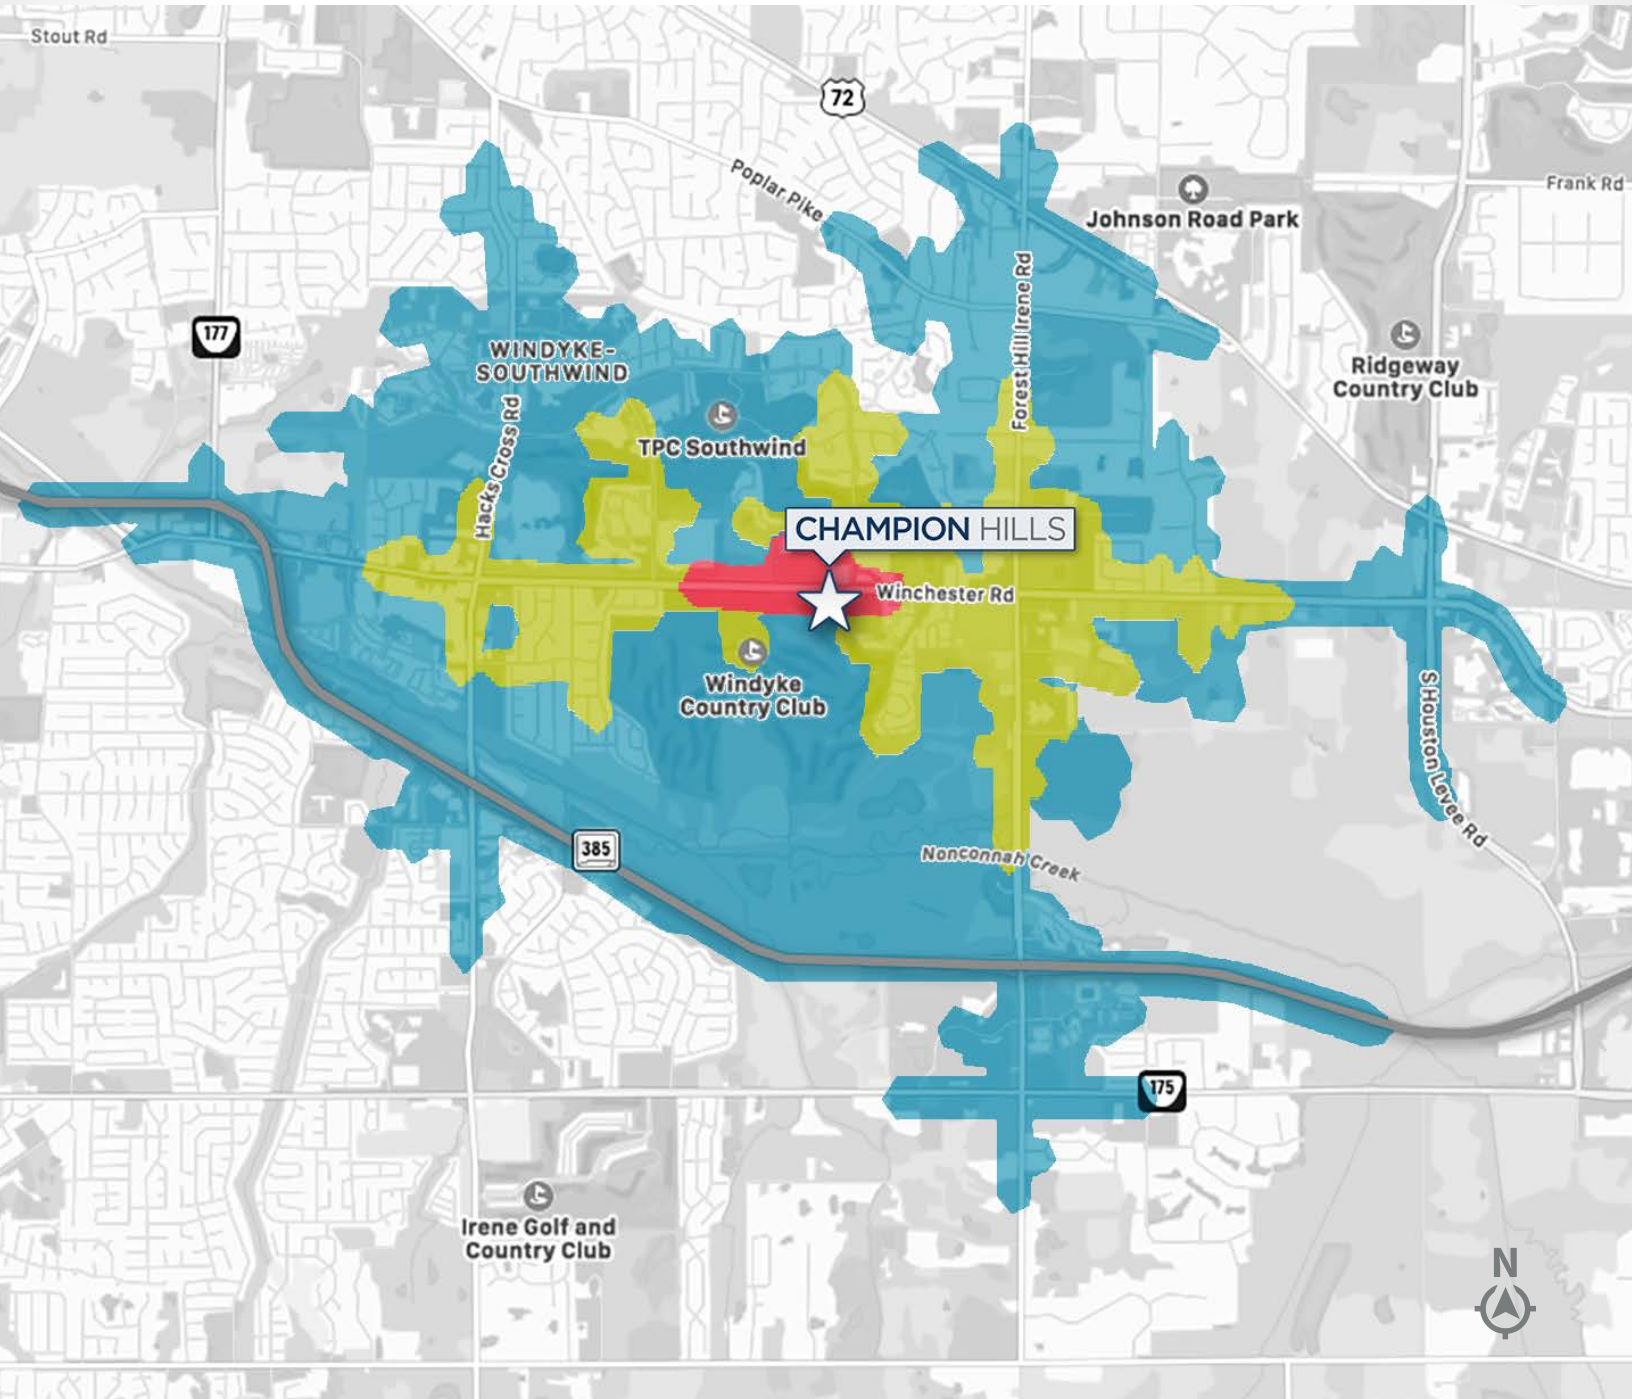 Stout Rd
72
Poplar Pike
Frank Rd
Johnson Road Park
Forest Hill Irene Rd
177
WINDYKE-
SOUTHWIND
Ridgeway
Country Club
Hacks Cross Rd
TPC Southwind
CHAMPION HILLS
Winchester Rd
Windyke
Country Club
S Houston Levee Rd
385
Nonconnah Creek
175
Irene Golf and
Country Club
N